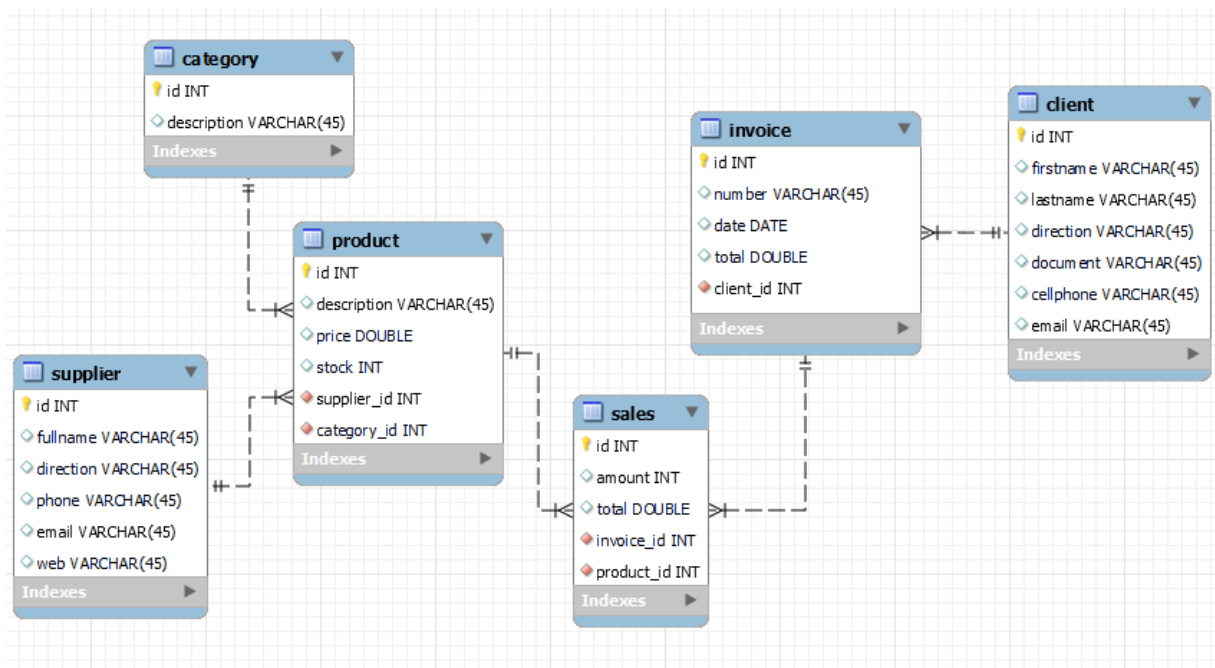 category
id INT
description VARCHAR(45)
Indexes
product
id INT
description VARCHAR(45)
price DOUBLE
stock INT
supplier_id INT
category_id INT
Indexes
supplier
id INT
fullname VARCHAR(45)
direction VARCHAR(45)
phone VARCHAR(45)
email VARCHAR(45)
web VARCHAR(45)
Indexes
sales
id INT
amount INT
total DOUBLE
invoice_id INT
product_id INT
Indexes
invoice
id INT
number VARCHAR(45)
date DATE
total DOUBLE
client_id INT
Indexes
client
id INT
firstname VARCHAR(45)
lastname VARCHAR(45)
direction VARCHAR(45)
document VARCHAR(45)
cellphone VARCHAR(45)
email VARCHAR(45)
Indexes